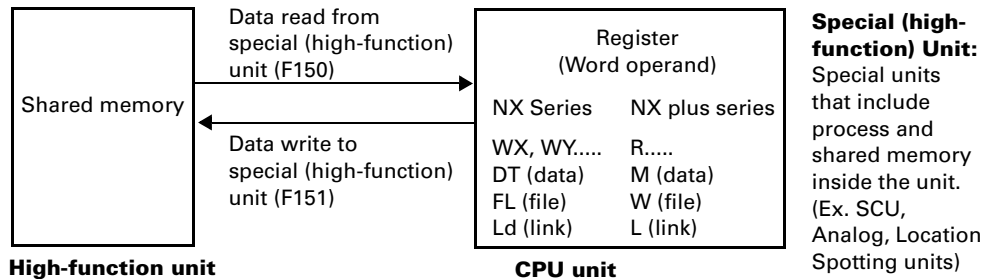 Data read from
special (high-function)
unit (F150)
Shared memory
Data write to
special (high-function)
unit (F151)
High-function unit
Register
(Word operand)
NX Series NX plus series
WX, WY..... R.....
DT (data) M (data)
FL (file) W (file)
Ld (link) L (link)
CPU unit
Special (high-
function) Unit:
Special units
that include
process and
shared memory
inside the unit.
(Ex. SCU,
Analog, Location
Spotting units)